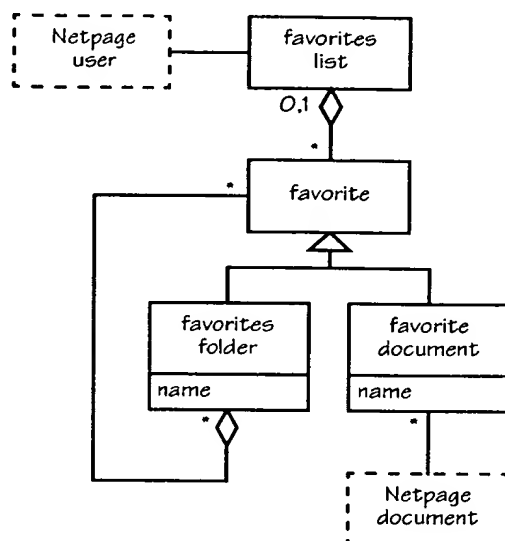 Netpage
user
favorites
list
0,1
*
*
favorite
favorites
folder
name
favorite
document
name
*
*
Netpage
document